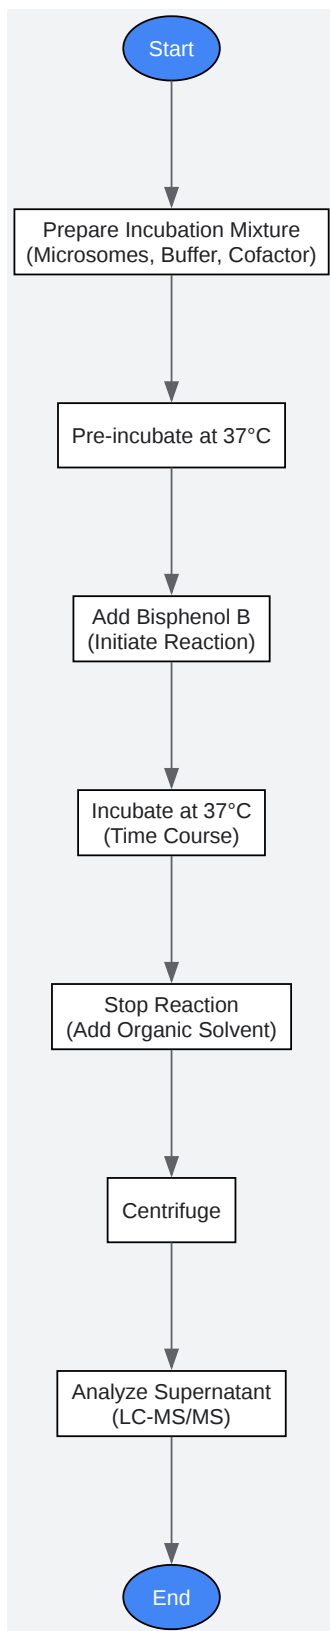 Start
Prepare Incubation Mixture
(Microsomes, Buffer, Cofactor)
Pre-incubate at 37°C
Add Bisphenol B
(Initiate Reaction)
Incubate at 37°C
(Time Course)
Stop Reaction
(Add Organic Solvent)
Centrifuge
Analyze Supernatant
(LC-MS/MS)
End